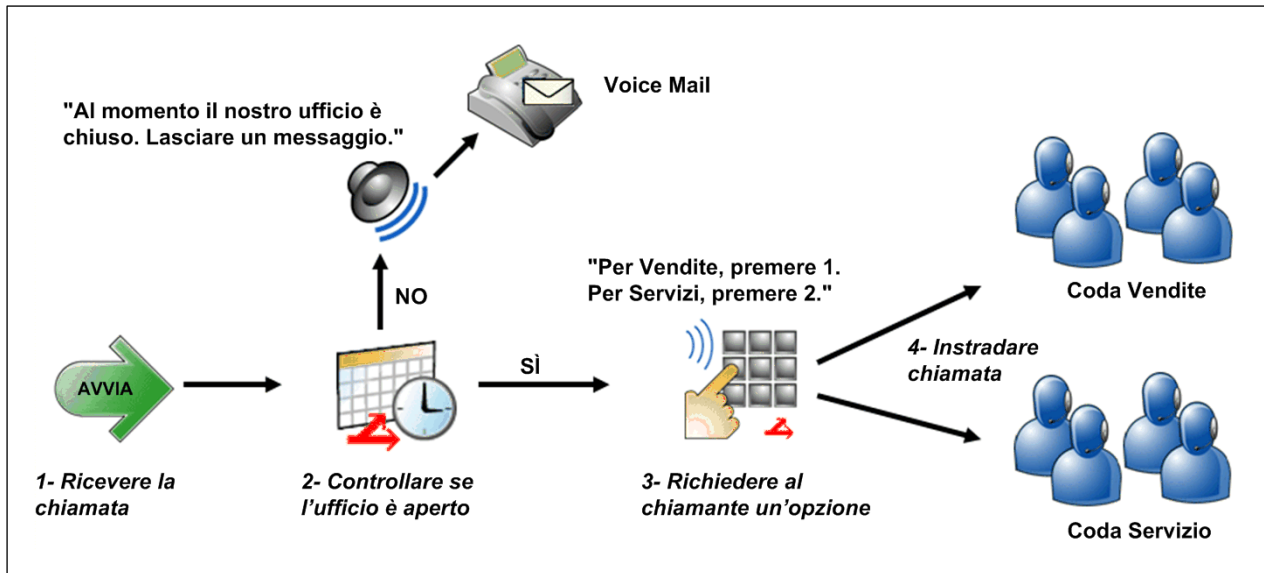 Voice Mail
"Al momento il nostro ufficio è
chiuso. Lasciare un messaggio."
NO
"Per Vendite, premere 1.
Per Servizi, premere 2."
Coda Vendite
AVVIA
SÌ
4- Instradare
chiamata
1- Ricevere la
chiamata
2- Controllare se
l’ufficio è aperto
3- Richiedere al
chiamante un’opzione
Coda Servizio